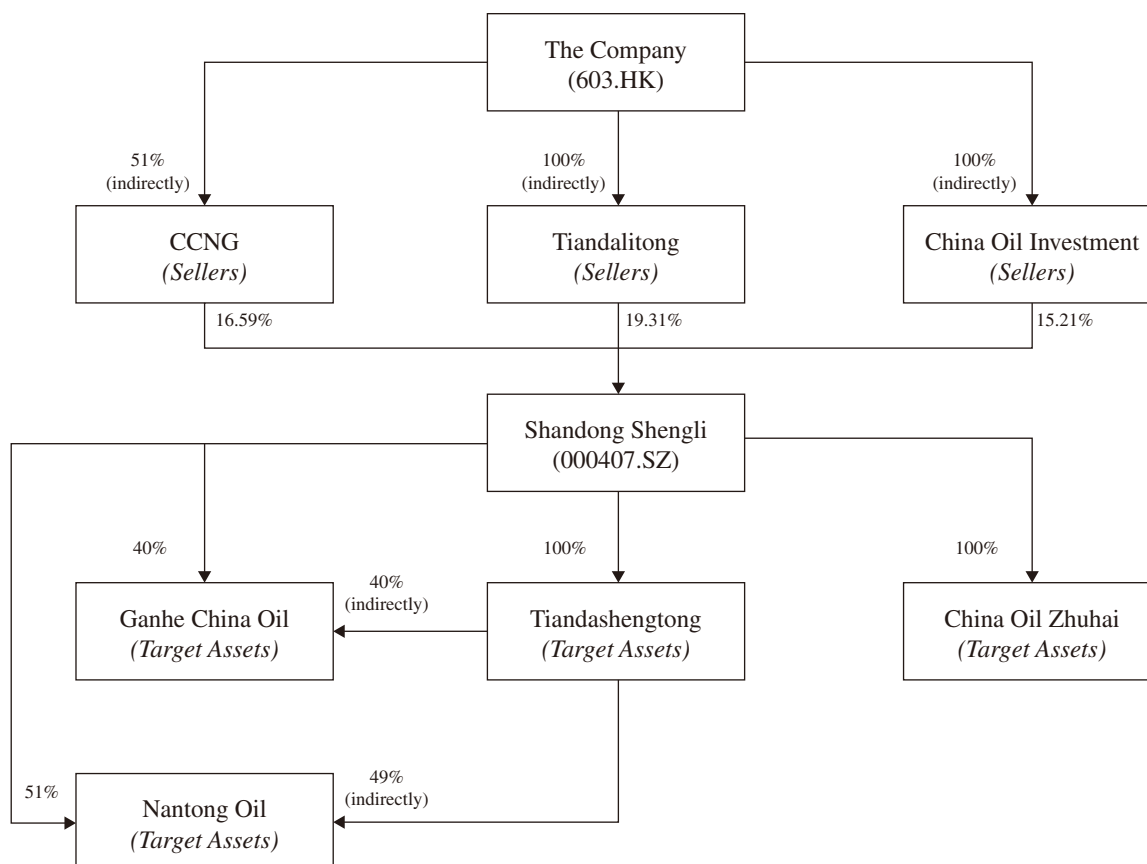 The Company
(603.HK)
51%
(indirectly)
100%
(indirectly)
100%
(indirectly)
CCNG
(Sellers)
Tiandalitong
(Sellers)
China Oil Investment
(Sellers)
16.59%
19.31%
15.21%
Shandong Shengli
(000407.SZ)
40%
100%
100%
Ganhe China Oil
(Target Assets)
40%
(indirectly)
Tiandashengtong
(Target Assets)
China Oil Zhuhai
(Target Assets)
51%
Nantong Oil
(Target Assets)
49%
(indirectly)